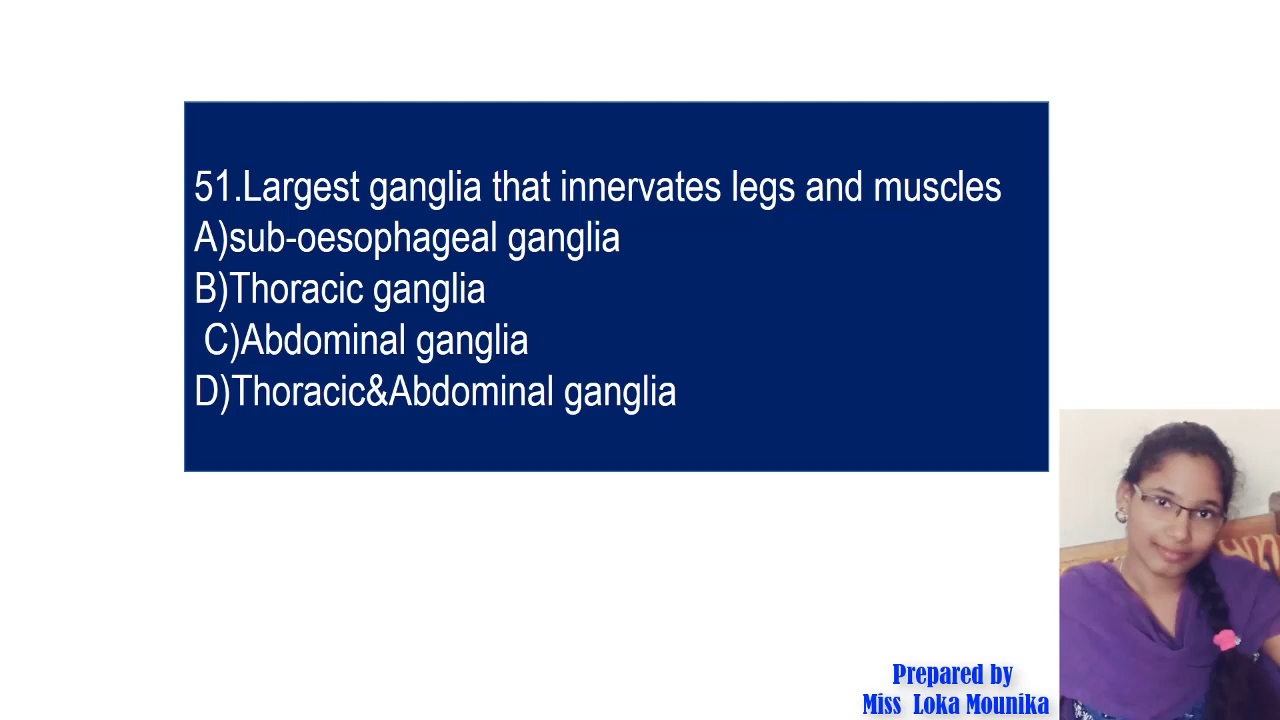 51.Largest ganglia that innervates legs and muscles
A)sub-oesophageal ganglia
B)Thoracic ganglia
C)Abdominal ganglia
D)Thoracic&Abdominal ganglia
Prepared by
Miss Loka Mounika